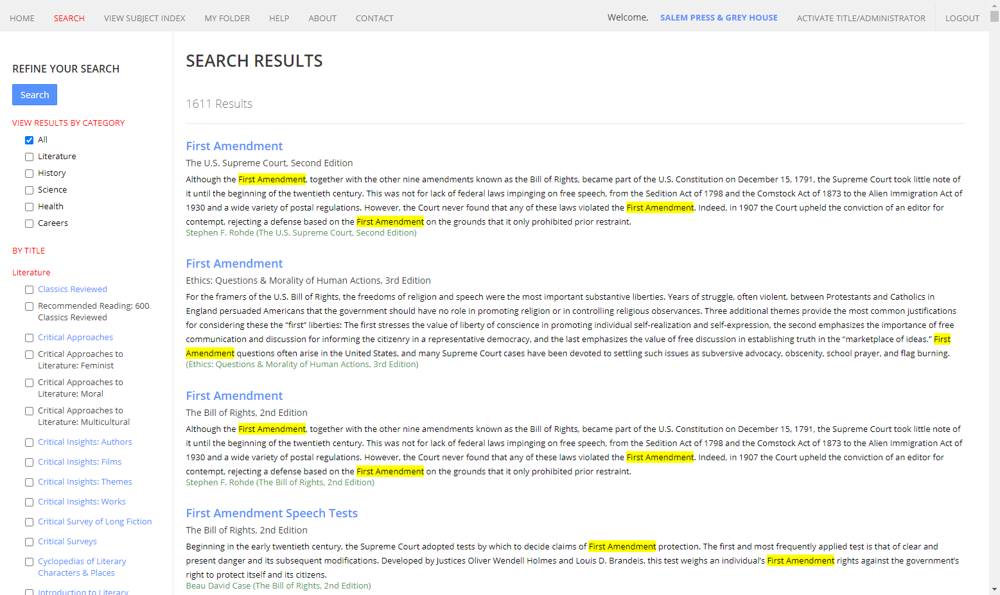 HOME SEARCH VIEW SUBJECT INDEX MY FOLDER HELP ABOUT CONTACT Welcome, SALEM PRESS & GREY HOUSE ACTIVATE TITLE/ADMINISTRATOR LOGOUT
REFINE YOUR SEARCH
Search
VIEW RESULTS BY CATEGORY
All
Literature
History
Science
Health
Careers
BY TITLE
Literature
Classics Reviewed
Recommended Reading: 600
Classics Reviewed
Critical Approaches
Critical Approaches to
Literature: Feminist
Critical Approaches to
Literature: Moral
Critical Approaches to
Literature: Multicultural
Critical Insights: Authors
Critical Insights: Films
Critical Insights: Themes
Critical Insights: Works
Critical Survey of Long Fiction
Critical Surveys
Cyclopedias of Literary
Characters & Places
Introduction to Literary
SEARCH RESULTS
1611 Results
First Amendment
The U.S. Supreme Court, Second Edition
Although the First Amendment, together with the other nine amendments known as the Bill of Rights, became part of the U.S. Constitution on December 15, 1791, the Supreme Court took little note of
it until the beginning of the twentieth century. This was not for lack of federal laws impinging on free speech, from the Sedition Act of 1798 and the Comstock Act of 1873 to the Alien Immigration Act of
1930 and a wide variety of postal regulations. However, the Court never found that any of these laws violated the First Amendment. Indeed, in 1907 the Court upheld the conviction of an editor for
contempt, rejecting a defense based on the First Amendment on the grounds that it only prohibited prior restraint.
Stephen F. Rohde (The U.S. Supreme Court, Second Edition)
First Amendment
Ethics: Questions & Morality of Human Actions, 3rd Edition
For the framers of the U.S. Bill of Rights, the freedoms of religion and speech were the most important substantive liberties. Years of struggle, often violent, between Protestants and Catholics in
England persuaded Americans that the government should have no role in promoting religion or in controlling religious observances. Three additional themes provide the most common justifications
for considering these the “first” liberties: The first stresses the value of liberty of conscience in promoting individual self-realization and self-expression, the second emphasizes the importance of free
communication and discussion for informing the citizenry in a representative democracy, and the last emphasizes the value of free discussion in establishing truth in the “marketplace of ideas.” First
Amendment questions often arise in the United States, and many Supreme Court cases have been devoted to settling such issues as subversive advocacy, obscenity, school prayer, and flag burning.
(Ethics: Questions & Morality of Human Actions, 3rd Edition)
First Amendment
The Bill of Rights, 2nd Edition
Although the First Amendment, together with the other nine amendments known as the Bill of Rights, became part of the U.S. Constitution on December 15, 1791, the Supreme Court took little note of
it until the beginning of the twentieth century. This was not for lack of federal laws impinging on free speech, from the Sedition Act of 1798 and the Comstock Act of 1873 to the Alien Immigration Act of
1930 and a wide variety of postal regulations. However, the Court never found that any of these laws violated the First Amendment. Indeed, in 1907 the Court upheld the conviction of an editor for
contempt, rejecting a defense based on the First Amendment on the grounds that it only prohibited prior restraint.
Stephen F. Rohde (The Bill of Rights, 2nd Edition)
First Amendment Speech Tests
The Bill of Rights, 2nd Edition
Beginning in the early twentieth century, the Supreme Court adopted tests by which to decide claims of First Amendment protection. The first and most frequently applied test is that of clear and
present danger and its subsequent modifications. Developed by Justices Oliver Wendell Holmes and Louis D. Brandeis, this test weighs an individual’s First Amendment rights against the government’s
right to protect itself and its citizens.
Beau David Case (The Bill of Rights, 2nd Edition)